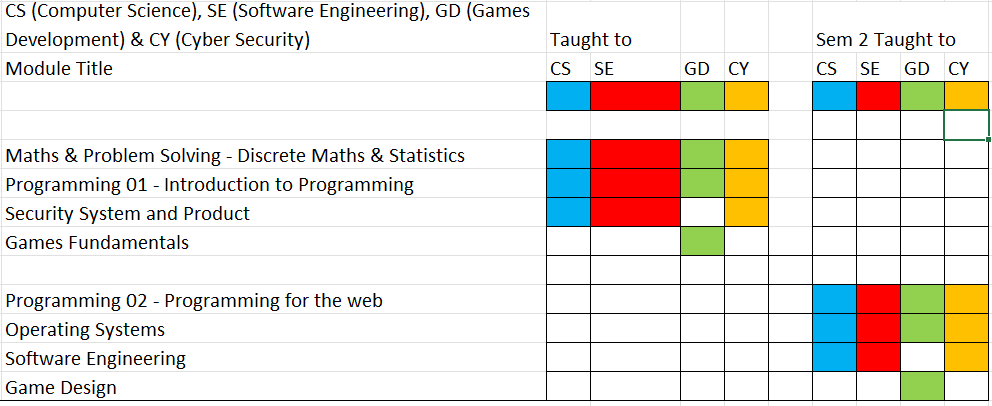 CS (Computer Science), SE (Software Engineering), GD (Games
Development) & CY (Cyber Security) Taught to Sem 2 Taught to
Module Title CS SE GD CY CS SE GD CY
Maths & Problem Solving - Discrete Maths & Statistics
Programming 01 - Introduction to Programming
Security System and Product
Games Fundamentals
Programming 02 - Programming for the web
Operating Systems
Software Engineering
Game Design